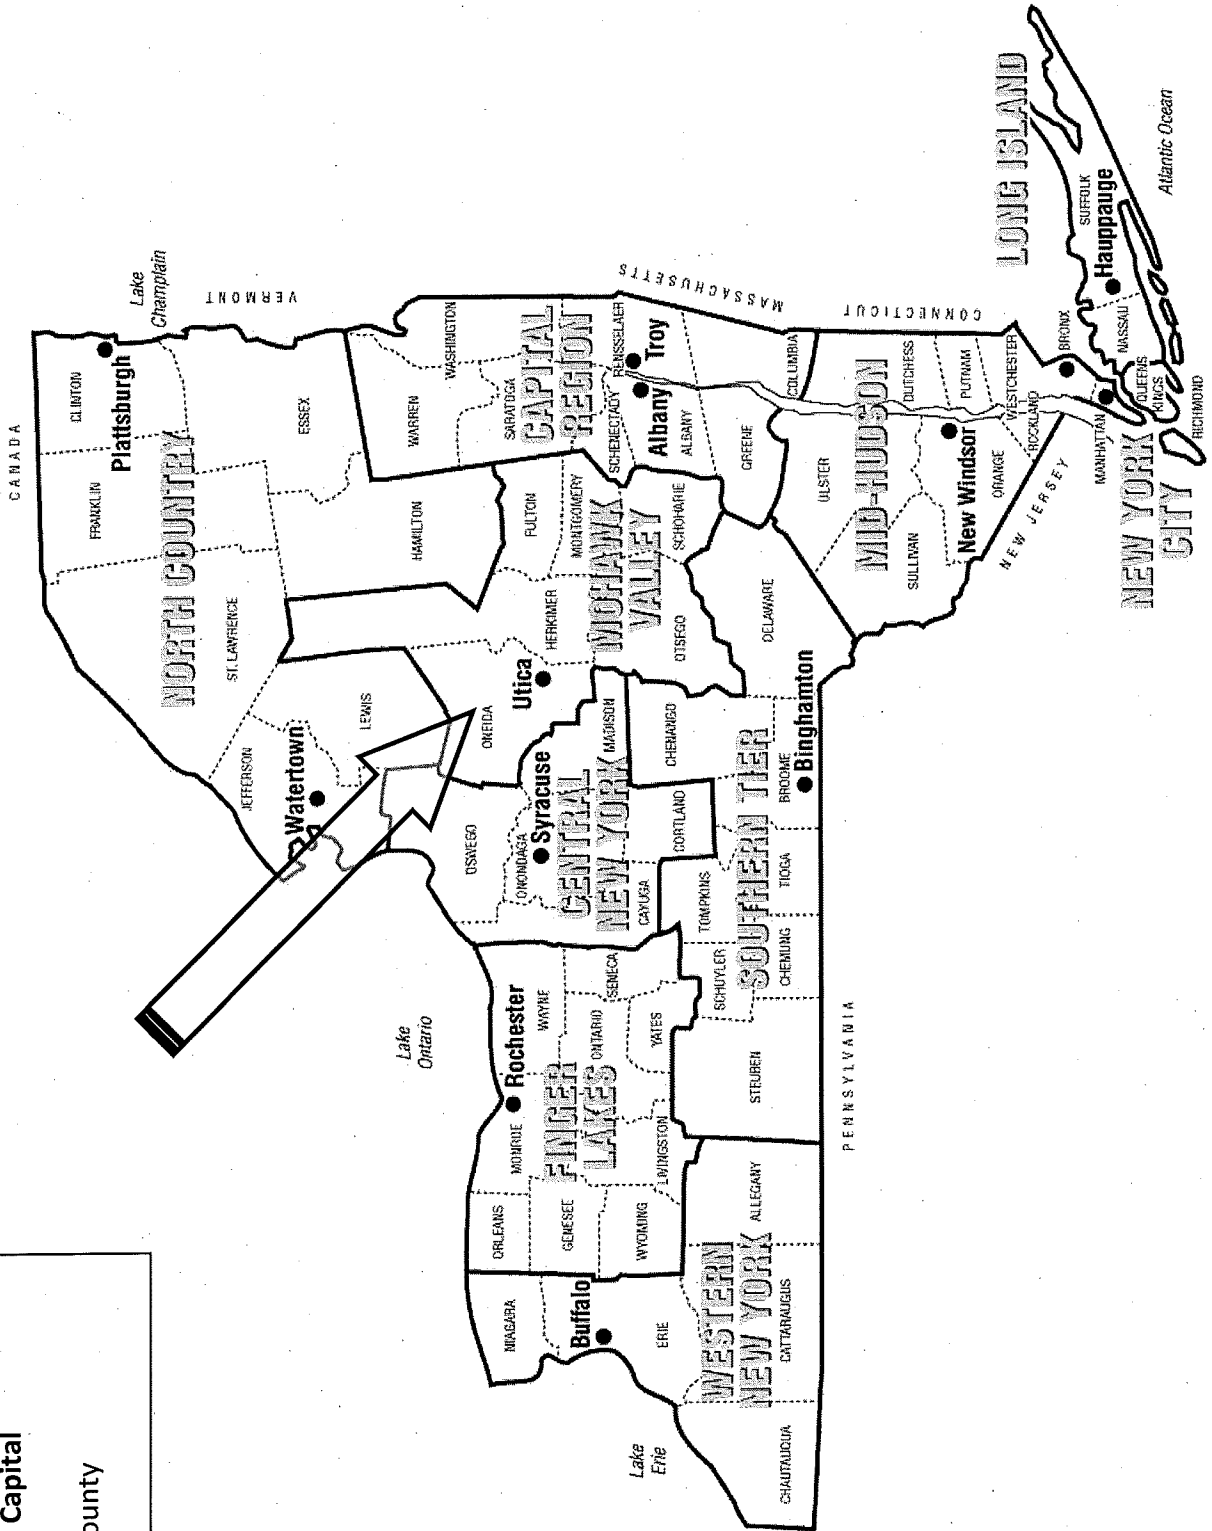 Capital
ounty
CANADA
CLINTON
Plattsburgh
FRANKLIN
Lake
Champlain
VERMONT
NORTH COUNTRY
ST. LAWRENCE
ESSEX
JEFFERSON
Watertown
LEWIS
HAMILTON
WARREN
WASHINGTON
Lake
Ontario
OSWEGO
ONEIDA
Utica
HERKIMER
FULTON
MONTGOMERY
SARATOGA
CAPITAL
REGION
SCHENECTADY
RENSSELAER
Troy
Albany
ALBANY
MASSACHUSETTS
NIAGARA
ORLEANS
MONROE
Rochester
WAYNE
GENESEE
FINGER
LAKES
ONTARIO
SENECA
YATES
LIVINGSTON
WYOMING
Buffalo
ERIE
ONONDAGA
Syracuse
CENTRAL
NEW YORK
CAYUGA
MADISON
CORTLAND
CHENANGO
MOHAWK
VALLEY
SCHOHARIE
OTSEGO
GREENE
COLUMBIA
Lake
Erie
WESTERN
NEW YORK
CHAUTAUQUA
CATTARAUGUS
ALLEGANY
STEUBEN
SCHUYLER
TOMPKINS
SOUTHERN TIER
CHEMUNG
TIOGA
BROOME
Binghamton
DELAWARE
PENNSYLVANIA
ULSTER
MID-HUDSON
DUTCHESS
SULLIVAN
New Windsor
ORANGE
PUTNAM
ROCKLAND
WESTCHESTER
CONNECTICUT
NEW JERSEY
LONG ISLAND
BRONX
MANHATTAN
NEW YORK
CITY
QUEENS
KINGS
RICHMOND
NASSAU
SUFFOLK
Hauppauge
Atlantic Ocean